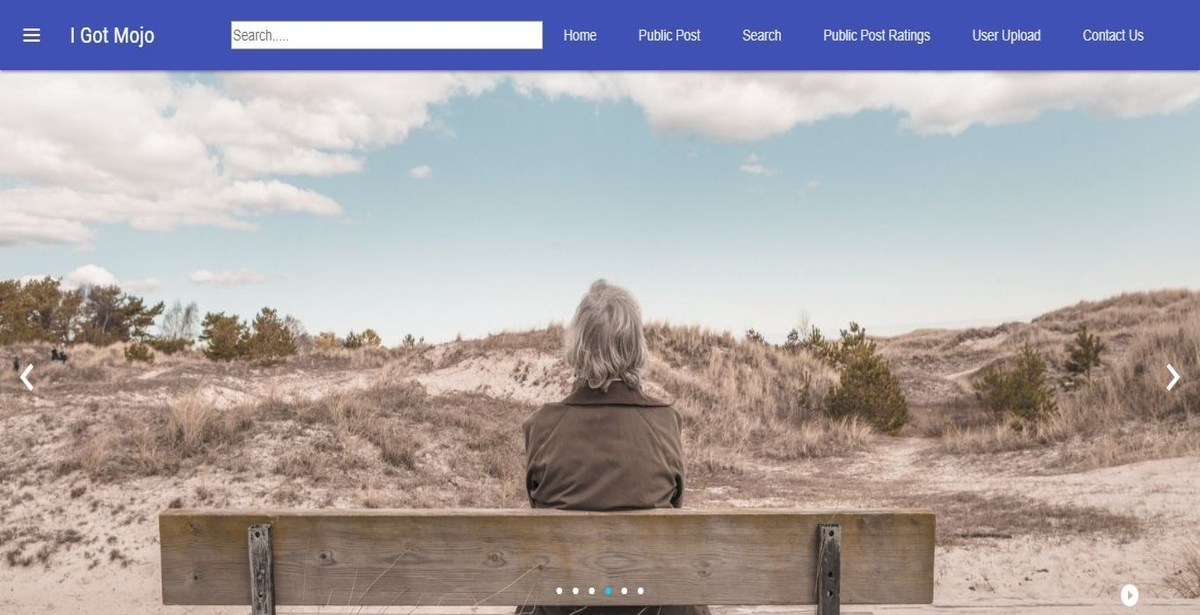 I Got Mojo
Search.....
Home
Public Post
Search
Public Post Ratings
User Upload
Contact Us